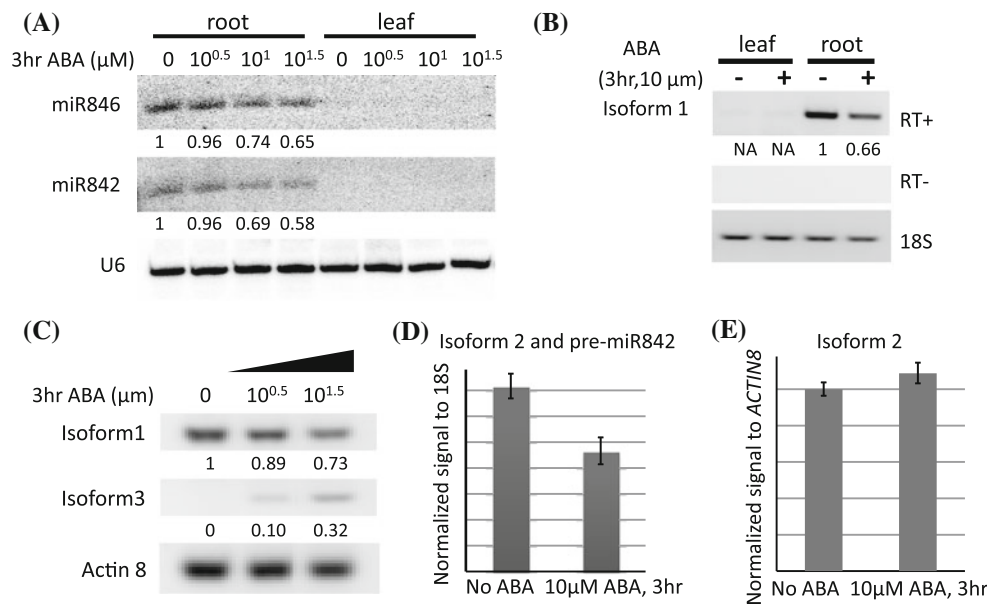 (A)
root leaf
3hr ABA (μM) 0 10^0.5 10^1 10^1.5 0 10^0.5 10^1 10^1.5
miR846
1 0.96 0.74 0.65
miR842
1 0.96 0.69 0.58
U6
(B)
ABA leaf root
(3hr,10 μm) - + - +
Isoform 1
RT+
NA NA 1 0.66
RT-
18S
(C)
3hr ABA (μm) 0 10^0.5 10^1.5
Isoform1
1 0.89 0.73
Isoform3
0 0.10 0.32
Actin 8
(D)
Isoform 2 and pre-miR842
Normalized signal to 18S
No ABA 10μM ABA, 3hr
(E)
Isoform 2
Normalized signal to ACTIN8
No ABA 10μM ABA, 3hr